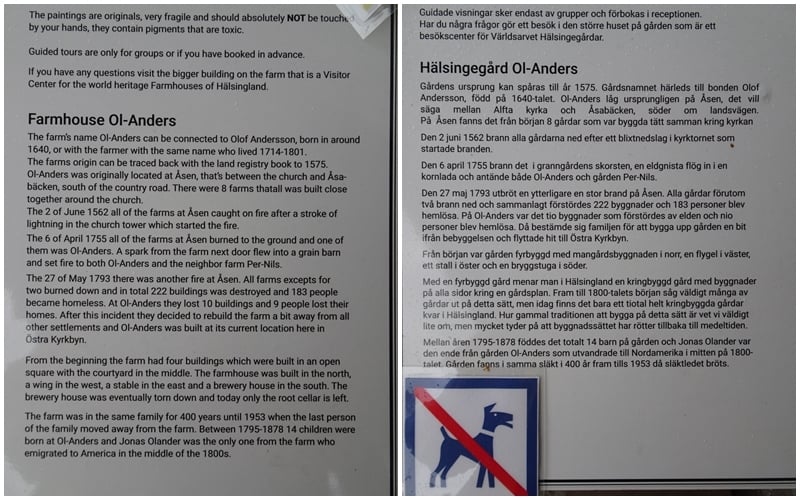 The paintings are originals, very fragile and should absolutely NOT be touched
by your hands, they contain pigments that are toxic.
Guided tours are only for groups or if you have booked in advance.
If you have any questions visit the bigger building on the farm that is a Visitor
Center for the world heritage Farmhouses of Hälsingland.
Farmhouse Ol-Anders
The farm's name Ol-Anders can be connected to Olof Andersson, born in around
1640, or with the farmer with the same name who lived 1714-1801.
The farms origin can be traced back with the land registry book to 1575.
Ol-Anders was originally located at Åsen, that's between the church and Åsa-
bäcken, south of the country road. There were 8 farms thatall was built close
together around the church.
The 2 of June 1562 all of the farms at Åsen caught on fire after a stroke of
lightning in the church tower which started the fire.
The 6 of April 1755 all of the farms at Åsen burned to the ground and one of
them was Ol-Anders. A spark from the farm next door flew into a grain barn
and set fire to both Ol-Anders and the neighbor farm Per-Nils.
The 27 of May 1793 there was another fire at Åsen. All farms excepts for
two burned down and in total 222 buildings was destroyed and 183 people
became homeless. At Ol-Anders they lost 10 buildings and 9 people lost their
homes. After this incident they decided to rebuild the farm a bit away from all
other settlements and Ol-Anders was built at its current location here in
Östra Kyrkbyn.
From the beginning the farm had four buildings which were built in an open
square with the courtyard in the middle. The farmhouse was built in the north,
a wing in the west, a stable in the east and a brewery house in the south. The
brewery house was eventually torn down and today only the root cellar is left.
The farm was in the same family for 400 years until 1953 when the last person
of the family moved away from the farm. Between 1795-1878 14 children were
born at Ol-Anders and Jonas Olander was the only one from the farm who
emigrated to America in the middle of the 1800s.
Guidade visningar sker endast av grupper och förbokas i receptionen.
Har du några frågor gör ett besök i den större huset på gården som är ett
besökscenter för Världsarvet Hälsingegårdar.
Hälsingegård Ol-Anders
Gårdens ursprung kan spåras till år 1575. Gårdsnamnet härleds till bonden Olof
Andersson, född på 1640-talet. Ol-Anders låg ursprungligen på Åsen, det vill
säga mellan Alfta kyrka och Åsabäcken, söder om landsvägen.
På Åsen fanns det från början 8 gårdar som var byggda tätt samman kring kyrkan
Den 2 juni 1562 brann alla gårdarna ned efter ett blixtnedslag i kyrktornet som
startade branden.
Den 6 april 1755 brann det i granngårdens skorsten, en eldgnista flög in i en
kornlada och antände både Ol-Anders och gården Per-Nils.
Den 27 maj 1793 utbröt en ytterligare en stor brand på Åsen. Alla gårdar förutom
två brann ned och sammanlagt förstördes 222 byggnader och 183 personer blev
hemlösa. På Ol-Anders var det tio byggnader som förstördes av elden och nio
personer blev hemlösa. Då bestämde sig familjen för att bygga upp gården en bit
ifrån bebyggelsen och flyttade hit till Östra Kyrkbyn.
Från början var gården fyrbyggd med mangårdsbyggnaden i norr, en flygel i väster,
ett stall i öster och en bryggstuga i söder.
Med en fyrbyggd gård menar man i Hälsingland en kringbyggd gård med byggnader
på alla sidor kring en gårdsplan. Fram till 1800-talets början såg väldigt många av
gårdar ut på detta sätt, men idag finns det bara ett tiotal helt kringbyggda gårdar
kvar i Hälsingland. Hur gammal traditionen att bygga på detta sätt är vet vi väldigt
lite om, men mycket tyder på att byggnadssättet har rötter tillbaka till medeltiden.
Mellan åren 1795-1878 föddes det totalt 14 barn på gården och Jonas Olander var
den ende från gården Ol-Anders som utvandrade till Nordamerika i mitten på 1800-
talet. Gården fanns i samma släkt i 400 år fram tills 1953 då släktledet bröts.